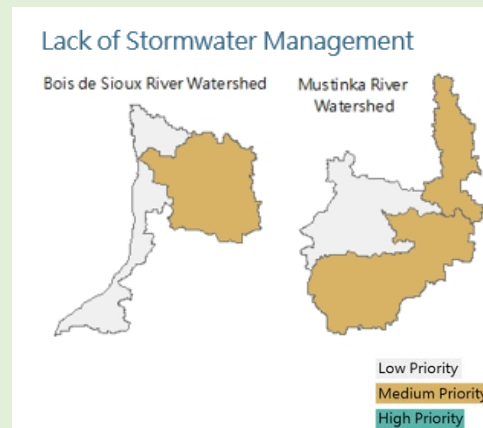 Lack of Stormwater Management
Bois de Sioux River Watershed
Mustinka River
Watershed
Low Priority
Medium Priority
High Priority